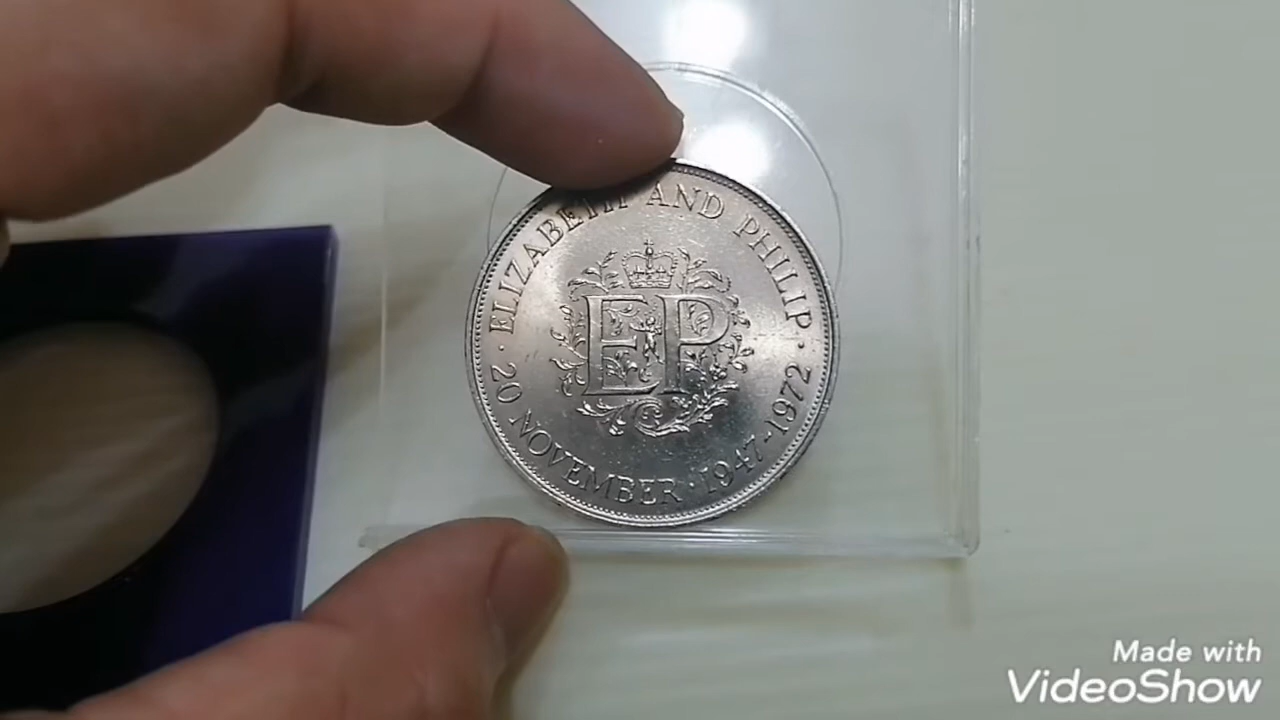 · ELIZABETH AND PHILIP ·
20 NOVEMBER · 1947-1972
EP
Made with
VideoShow